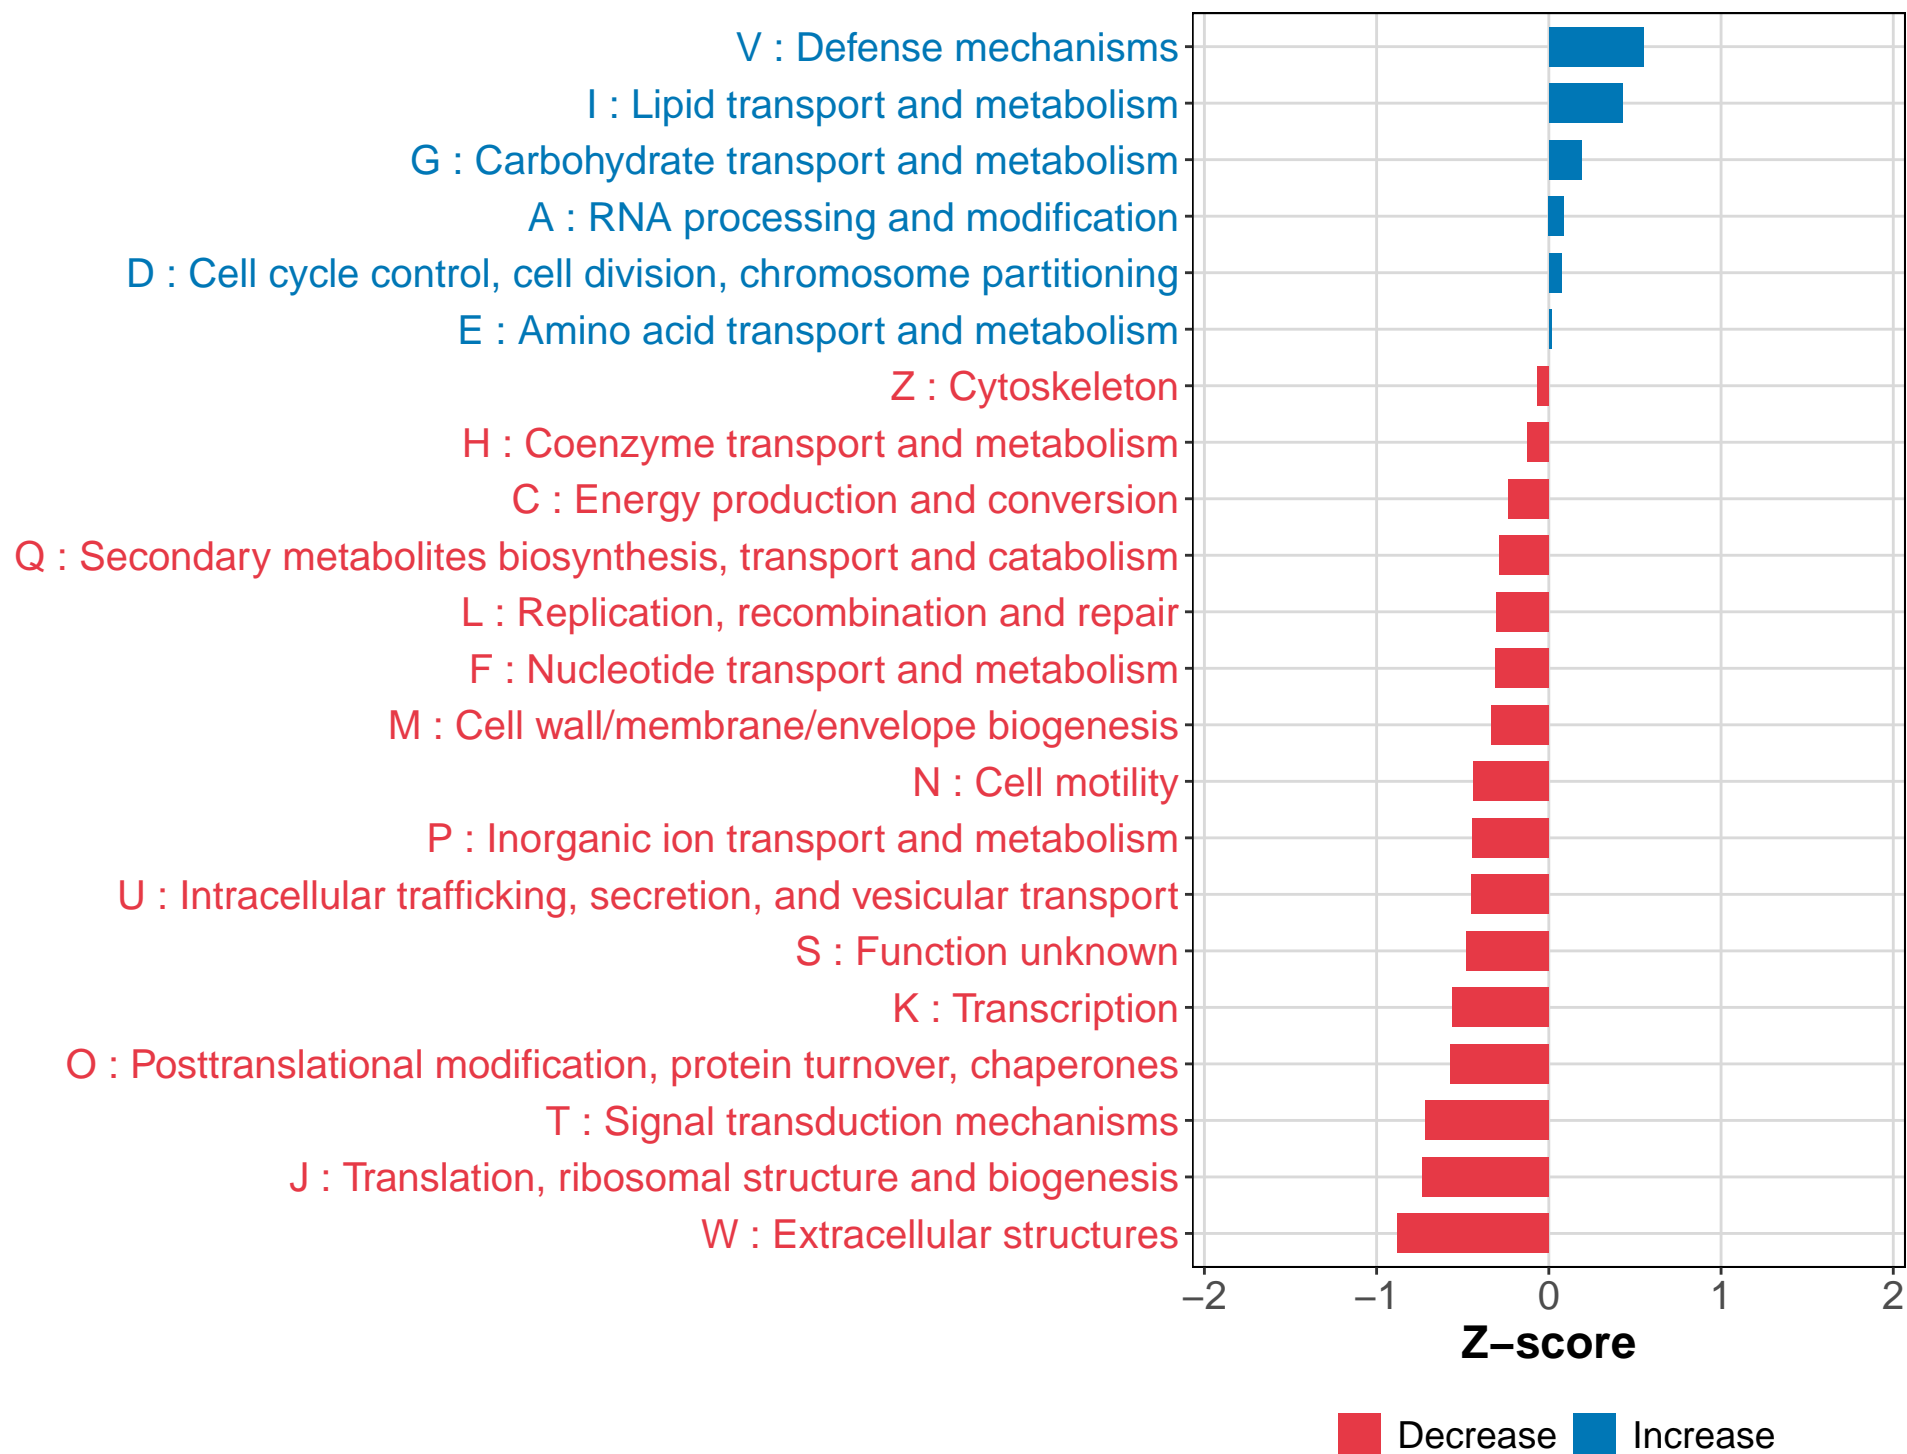 V : Defense mechanisms
I : Lipid transport and metabolism
G : Carbohydrate transport and metabolism
A : RNA processing and modification
D : Cell cycle control, cell division, chromosome partitioning
E : Amino acid transport and metabolism
Z : Cytoskeleton
H : Coenzyme transport and metabolism
C : Energy production and conversion
Q : Secondary metabolites biosynthesis, transport and catabolism
L : Replication, recombination and repair
F : Nucleotide transport and metabolism
M : Cell wall/membrane/envelope biogenesis
N : Cell motility
P : Inorganic ion transport and metabolism
U : Intracellular trafficking, secretion, and vesicular transport
S : Function unknown
K : Transcription
O : Posttranslational modification, protein turnover, chaperones
T : Signal transduction mechanisms
J : Translation, ribosomal structure and biogenesis
W : Extracellular structures
−2 −1 0 1 2
Z−score
Decrease Increase